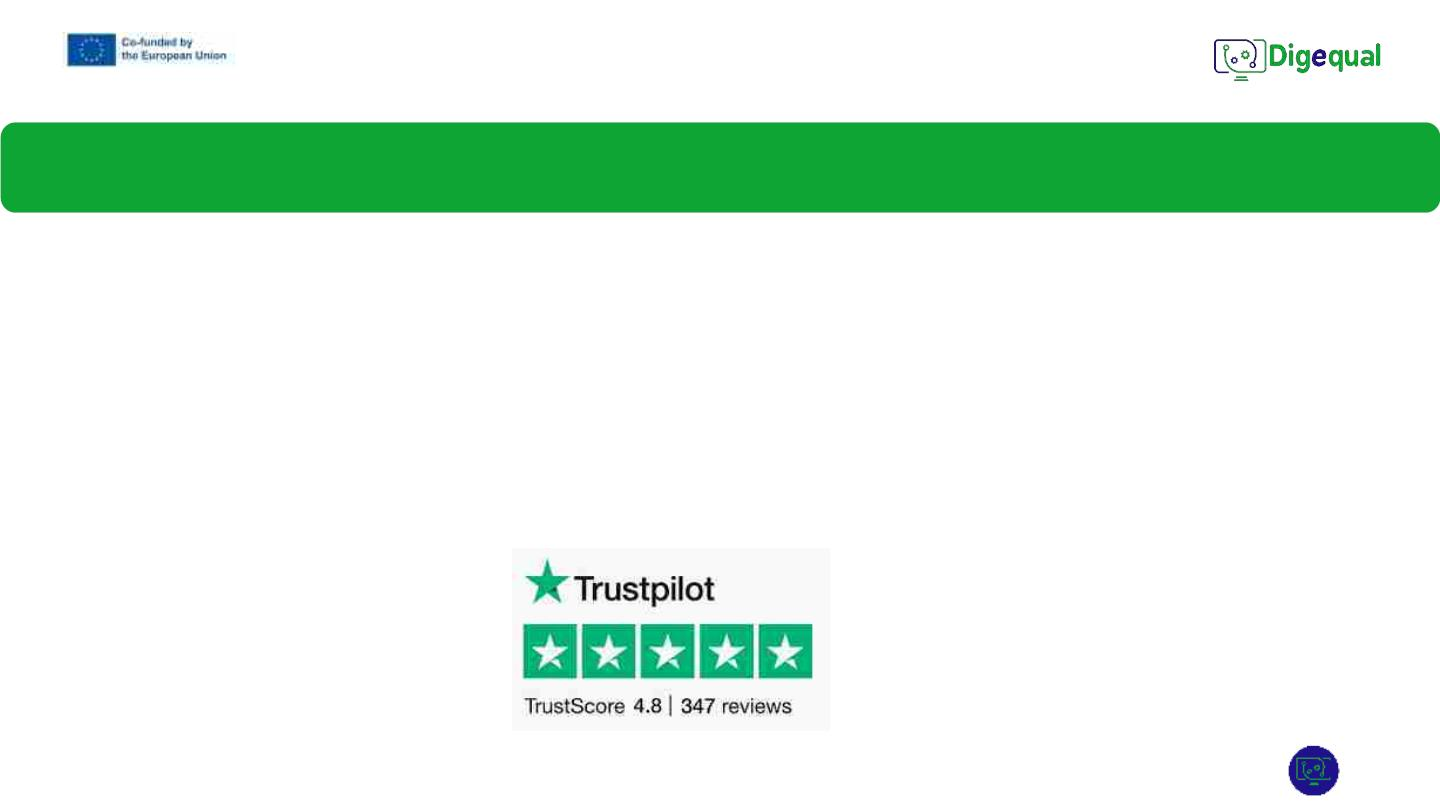 Co-funded by
the European Union
Digequal
Trustpilot
TrustScore 4.8 | 347 reviews